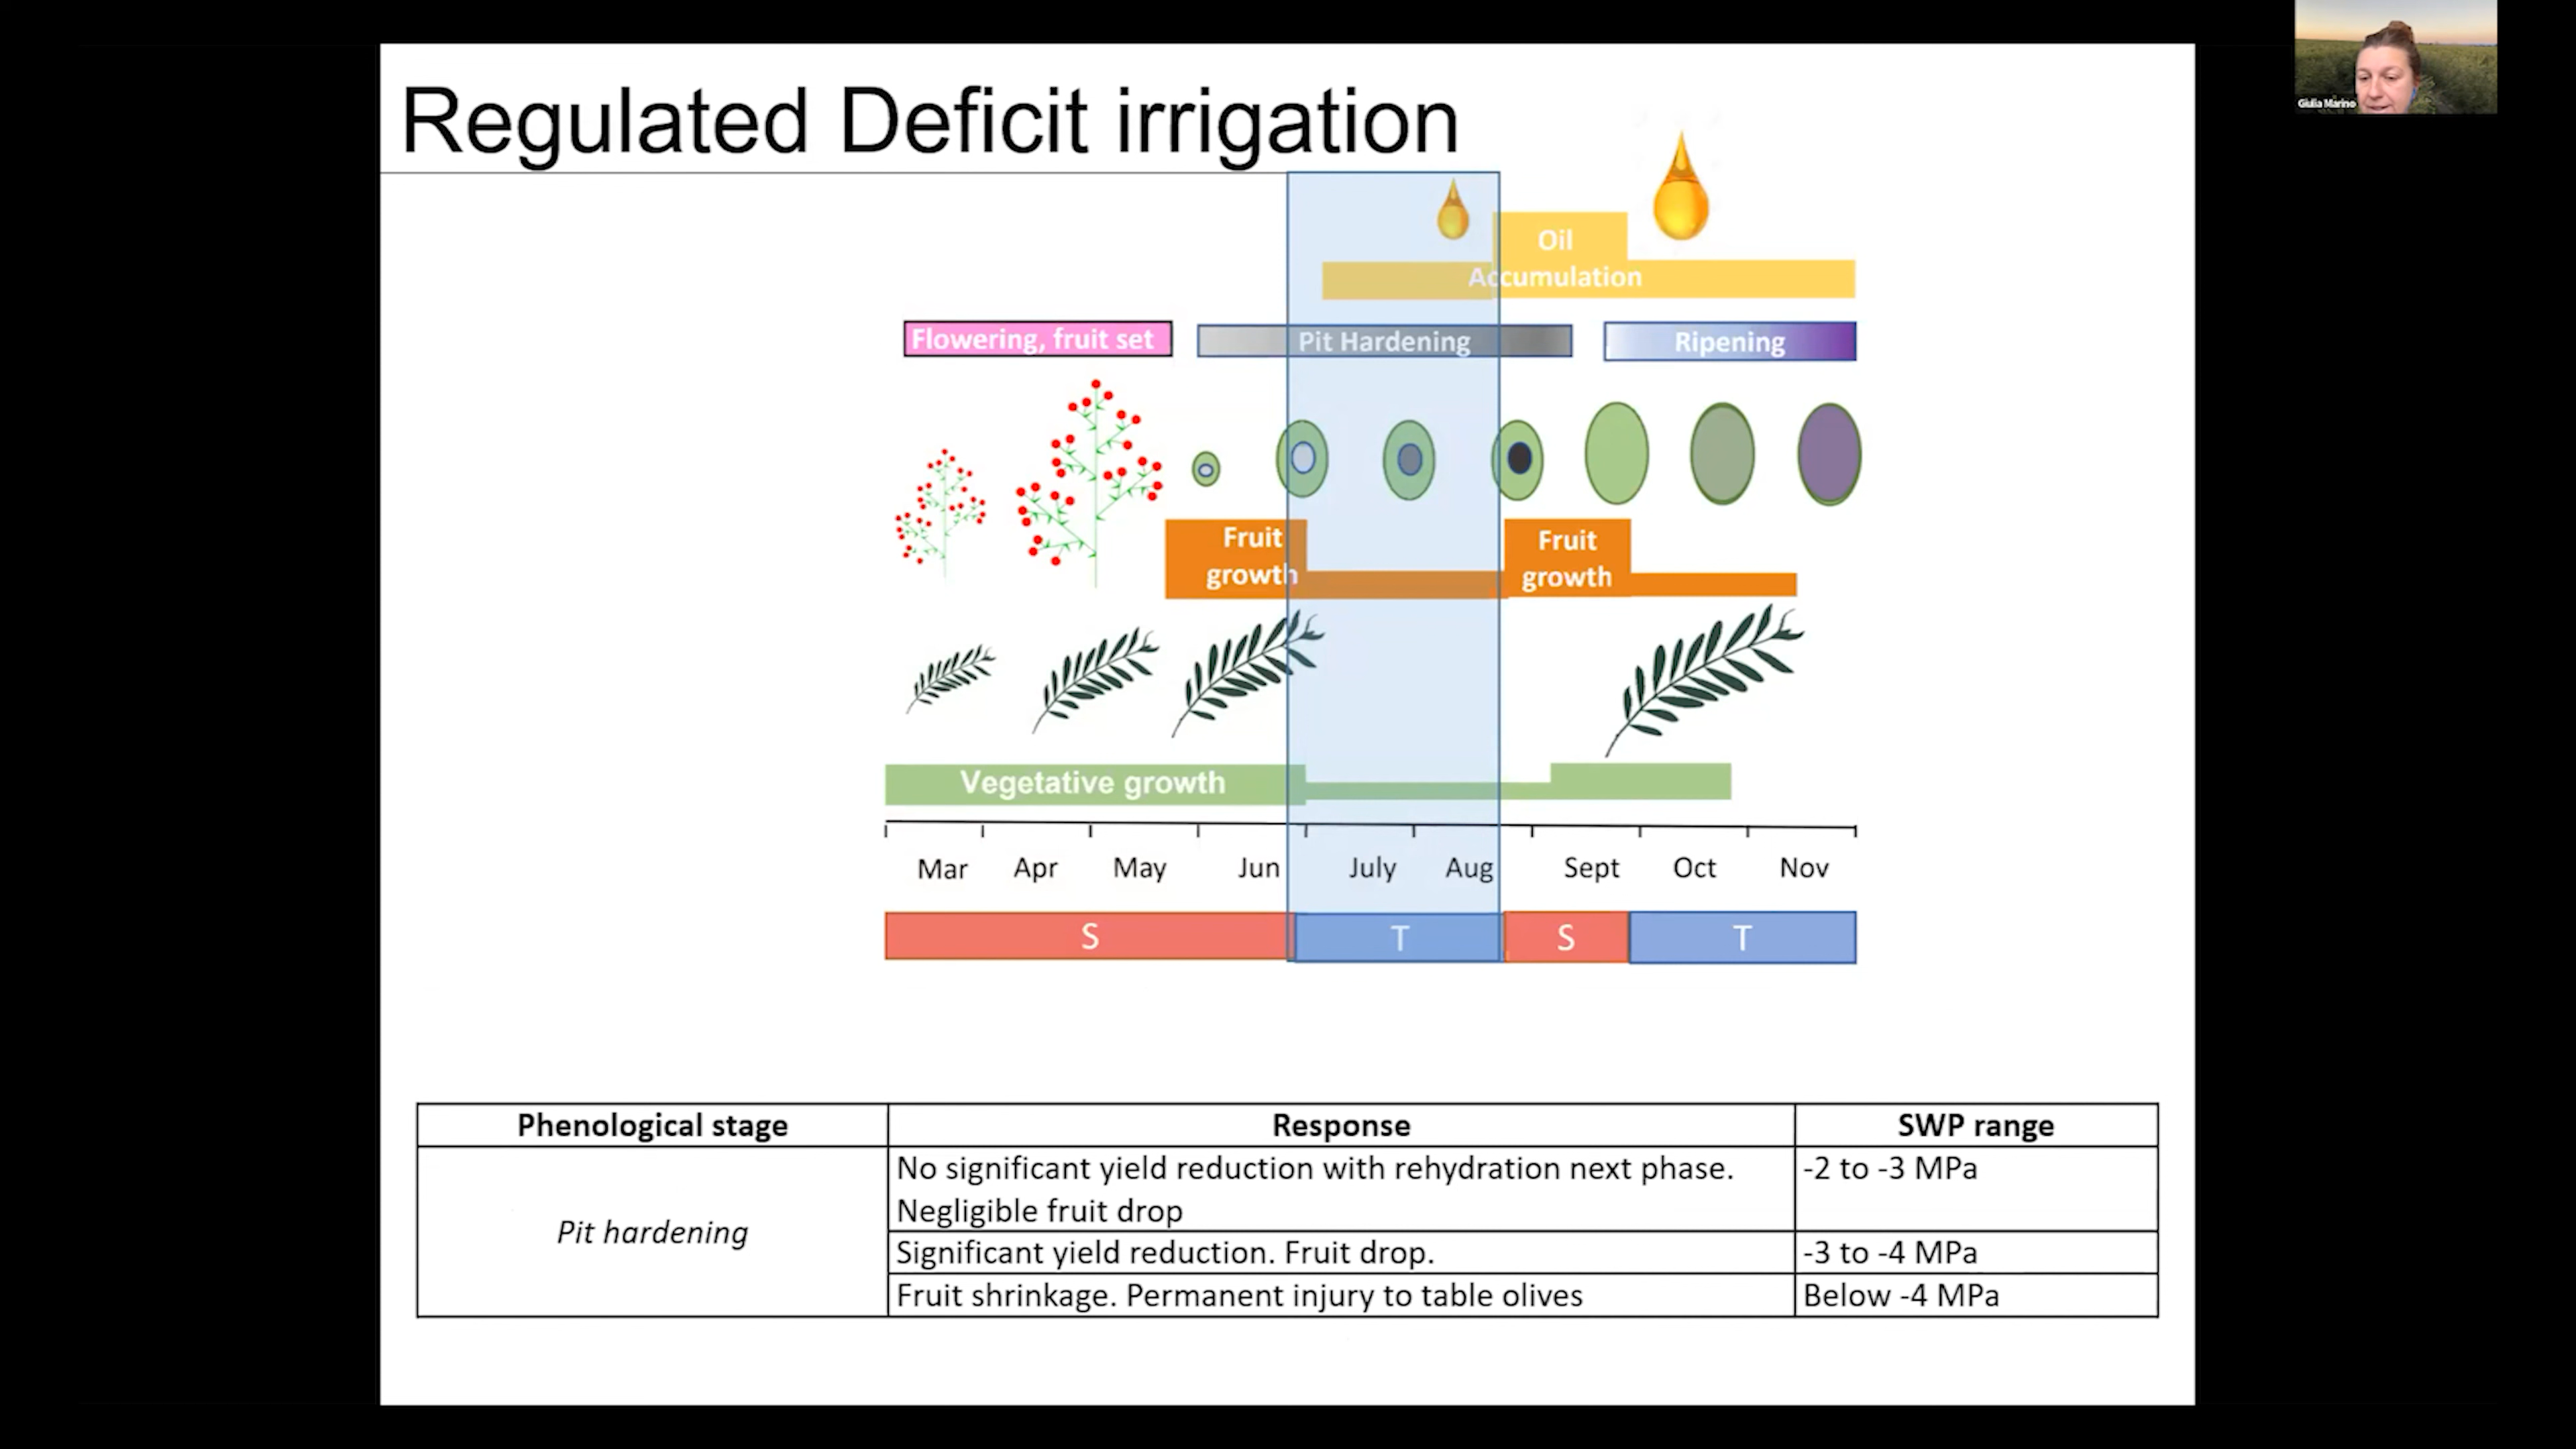 Regulated Deficit irrigation
Giulia Marino
Oil
Accumulation
Flowering, fruit set
Pit Hardening
Ripening
Fruit
growth
Fruit
growth
Vegetative growth
Mar Apr May Jun July Aug Sept Oct Nov
S T S T
Phenological stage Response SWP range
Pit hardening
No significant yield reduction with rehydration next phase. -2 to -3 MPa
Negligible fruit drop
Significant yield reduction. Fruit drop. -3 to -4 MPa
Fruit shrinkage. Permanent injury to table olives Below -4 MPa